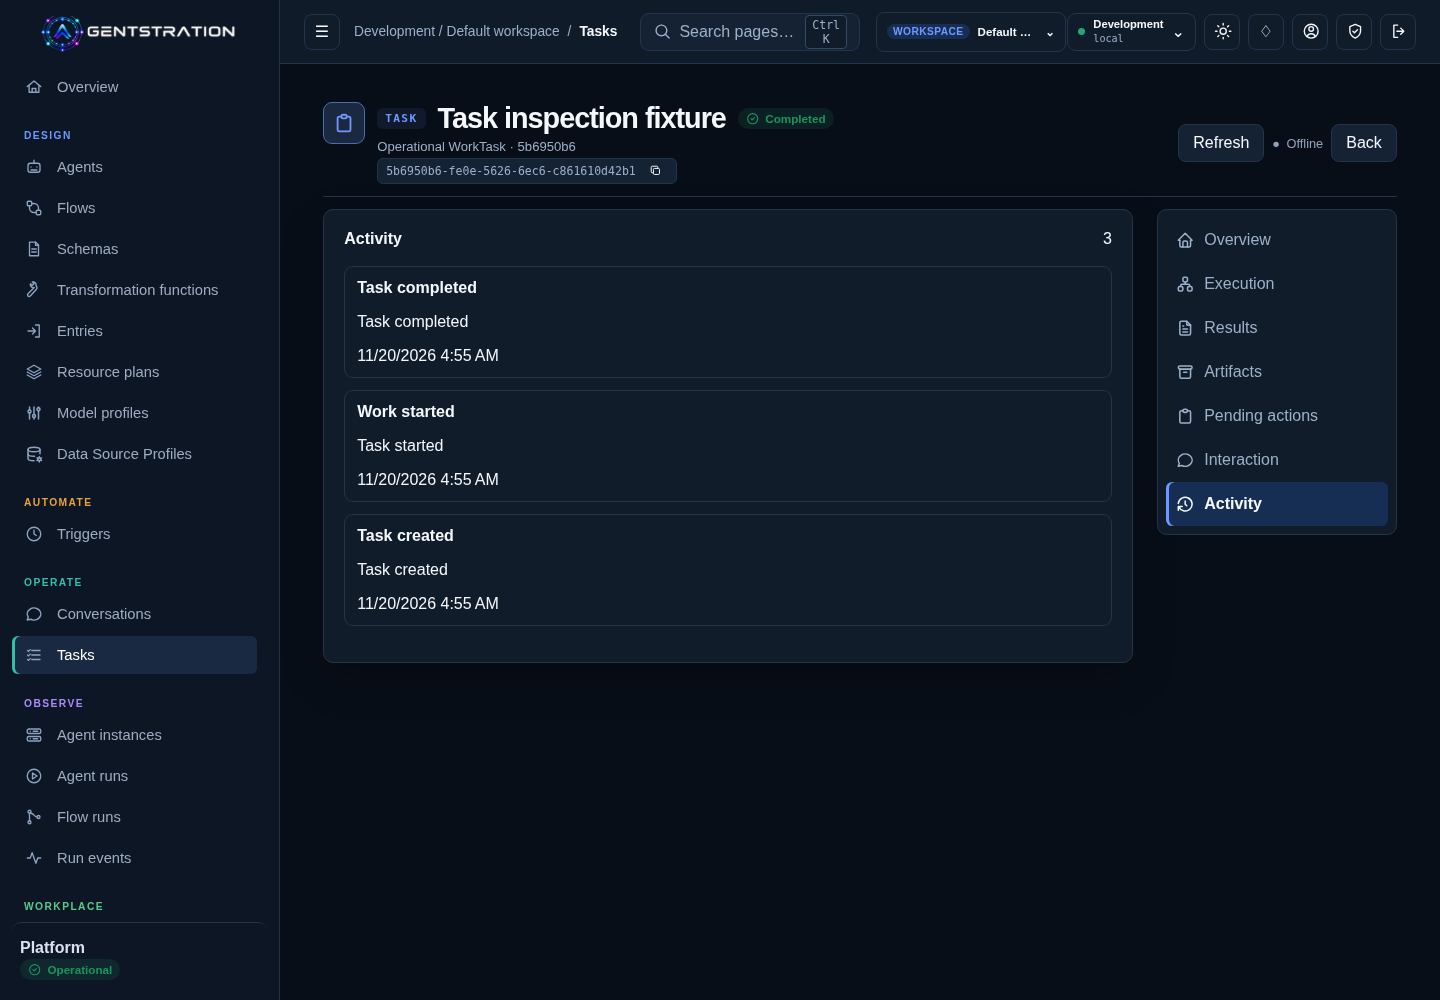 GENTSTRATION
Overview
DESIGN
Agents
Flows
Schemas
Transformation functions
Entries
Resource plans
Model profiles
Data Source Profiles
AUTOMATE
Triggers
OPERATE
Conversations
Tasks
OBSERVE
Agent instances
Agent runs
Flow runs
Run events
WORKPLACE
Platform
Operational
Development / Default workspace / Tasks
Search pages…
Ctrl K
WORKSPACE Default …
Development
local
TASK Task inspection fixture Completed
Operational WorkTask · 5b6950b6
5b6950b6-fe0e-5626-6ec6-c861610d42b1
Refresh
Offline
Back
Activity 3
Task completed
Task completed
11/20/2026 4:55 AM
Work started
Task started
11/20/2026 4:55 AM
Task created
Task created
11/20/2026 4:55 AM
Overview
Execution
Results
Artifacts
Pending actions
Interaction
Activity